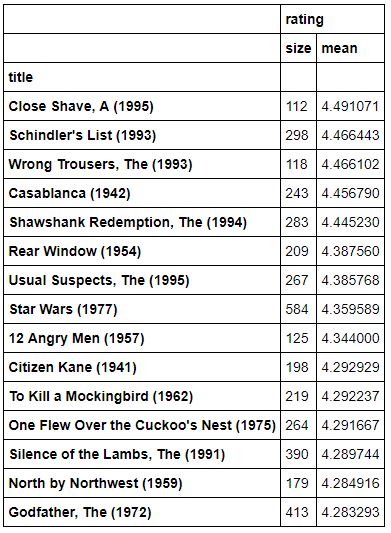 rating
size mean
title
Close Shave, A (1995) 112 4.491071
Schindler's List (1993) 298 4.466443
Wrong Trousers, The (1993) 118 4.466102
Casablanca (1942) 243 4.456790
Shawshank Redemption, The (1994) 283 4.445230
Rear Window (1954) 209 4.387560
Usual Suspects, The (1995) 267 4.385768
Star Wars (1977) 584 4.359589
12 Angry Men (1957) 125 4.344000
Citizen Kane (1941) 198 4.292929
To Kill a Mockingbird (1962) 219 4.292237
One Flew Over the Cuckoo's Nest (1975) 264 4.291667
Silence of the Lambs, The (1991) 390 4.289744
North by Northwest (1959) 179 4.284916
Godfather, The (1972) 413 4.283293